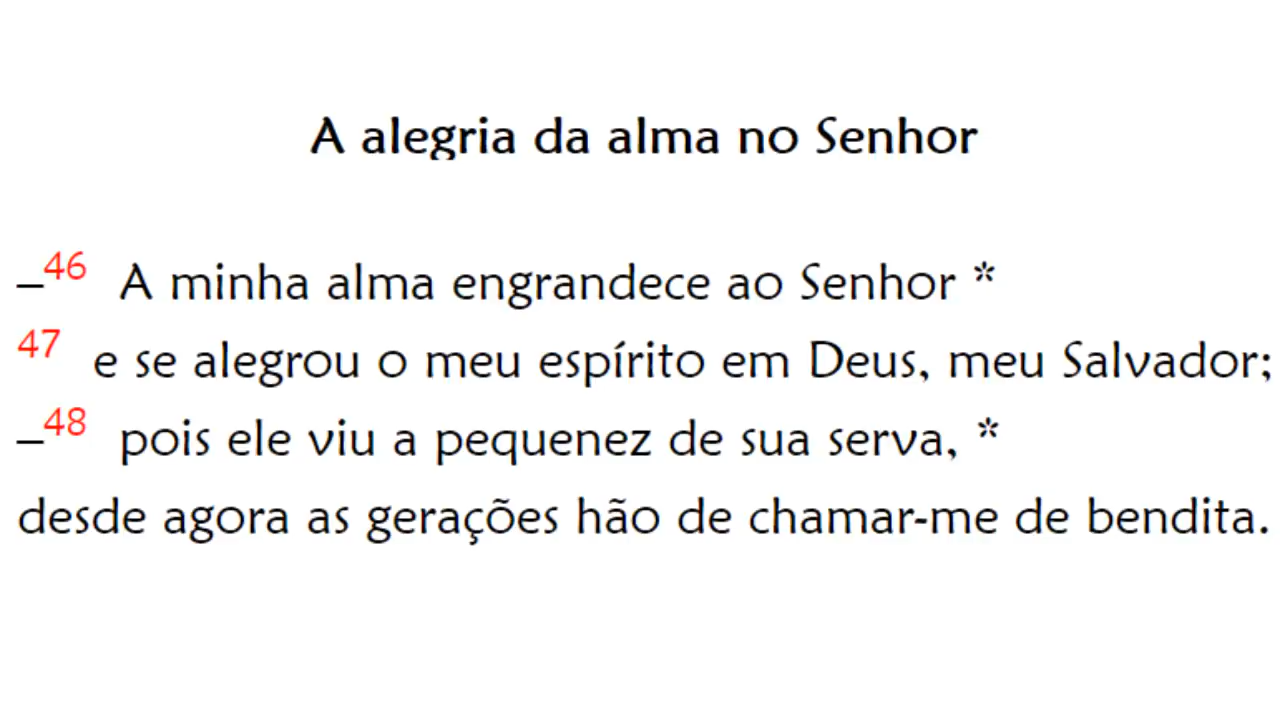 A alegria da alma no Senhor
–46 A minha alma engrandece ao Senhor *
47 e se alegrou o meu espírito em Deus, meu Salvador;
–48 pois ele viu a pequenez de sua serva, *
desde agora as gerações hão de chamar-me de bendita.